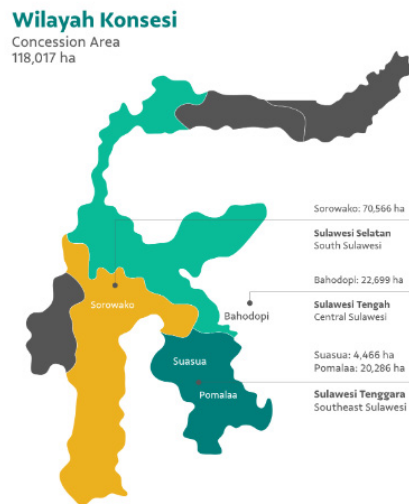 Wilayah Konsesi
Concession Area
118,017 ha
Sorowako: 70,566 ha
Sulawesi Selatan
South Sulawesi
Bahodopi: 22,699 ha
Sulawesi Tengah
Central Sulawesi
Suasua: 4,466 ha
Pomalaa: 20,286 ha
Sulawesi Tenggara
Southeast Sulawesi
Sorowako
Bahodopi
Suasua
Pomalaa